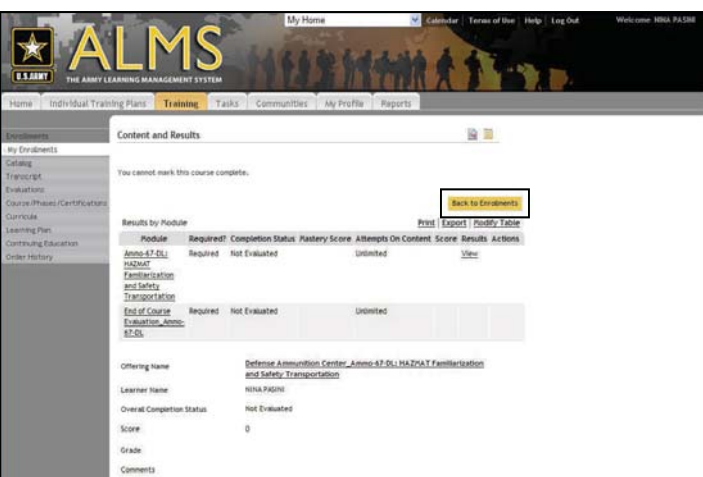 My Home
Calendar | Terms of Use | Help | Log Out
Welcome NINA PASINI
ALMS
U.S.ARMY
THE ARMY LEARNING MANAGEMENT SYSTEM
Home
Individual Training Plans
Training
Tasks
Communities
My Profile
Reports
Enrollments
My Enrolments
Catalog
Transcript
Evaluations
Course/Phases/Certifications
Curricula
Learning Plan
Continuing Education
Order History
Content and Results
You cannot mark this course complete.
Back to Enrolments
Results by Module
Print | Export | Modify Table
Module Required? Completion Status Mastery Score Attempts On Content Score Results Actions
Ammo-67-DL: Required Not Evaluated Unlimited View
HAZMAT
Familiarization
and Safety
Transportation
End of Course Required Not Evaluated Unlimited
Evaluation_Ammo-
67-DL
Offering Name Defense Ammunition Center_Ammo-67-DL: HAZMAT Familiarization
and Safety Transportation
Learner Name NINA PASINI
Overall Completion Status Not Evaluated
Score 0
Grade
Comments